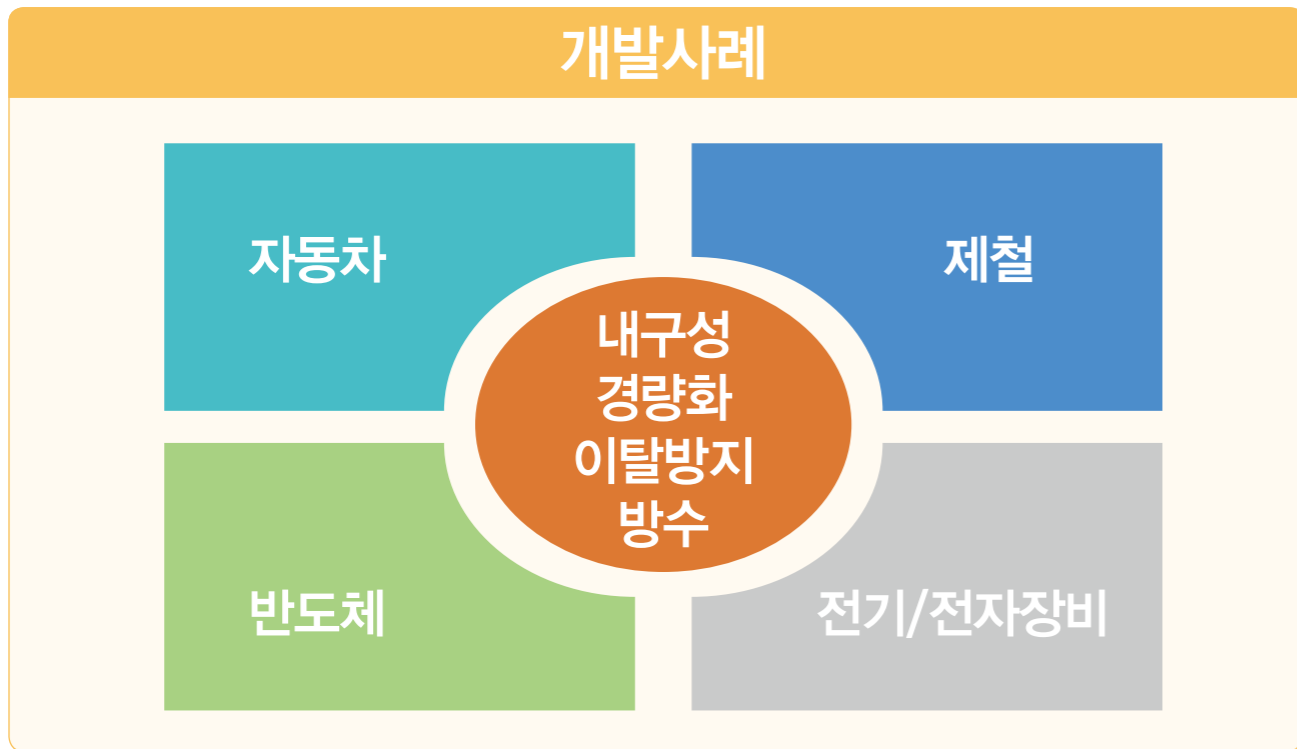 개발사례
자동차
제철
내구성
경량화
이탈방지
방수
반도체
전기/전자장비